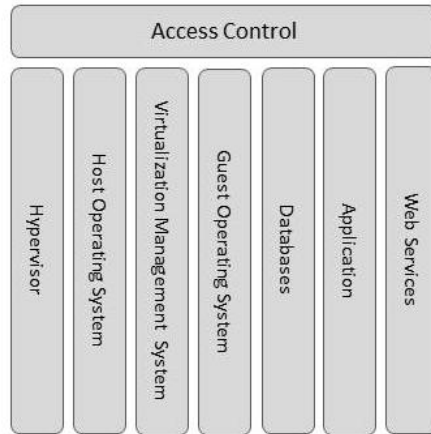 Access Control
Hypervisor
Host Operating System
Virtualization Management System
Guest Operating System
Databases
Application
Web Services